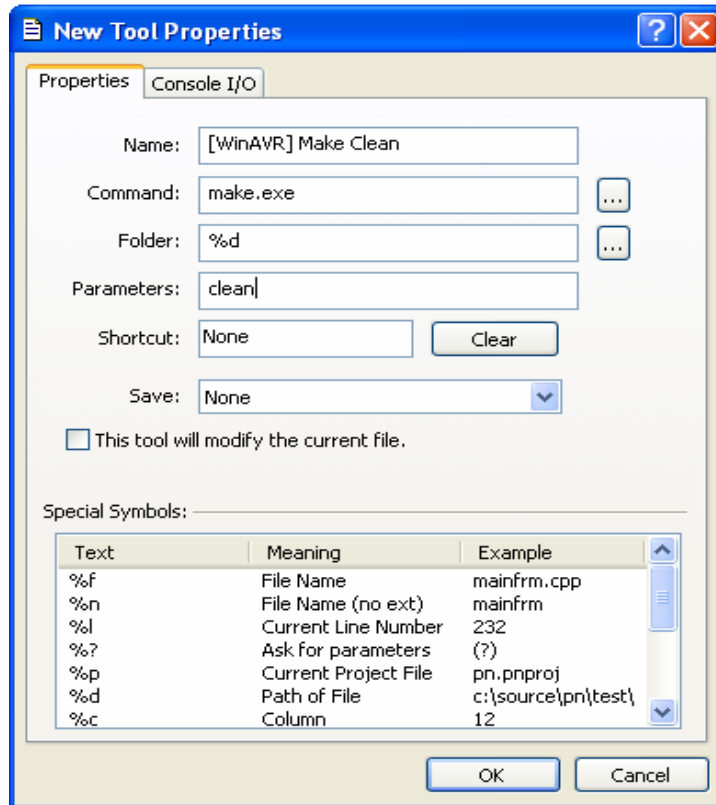 New Tool Properties
Properties Console I/O
Name: [WinAVR] Make Clean
Command: make.exe ...
Folder: %d ...
Parameters: clean
Shortcut: None Clear
Save: None
This tool will modify the current file.
Special Symbols:
Text Meaning Example
%f File Name mainfrm.cpp
%n File Name (no ext) mainfrm
%l Current Line Number 232
%? Ask for parameters (?)
%p Current Project File pn.pnproj
%d Path of File c:\source\pn\test\
%c Column 12
OK Cancel